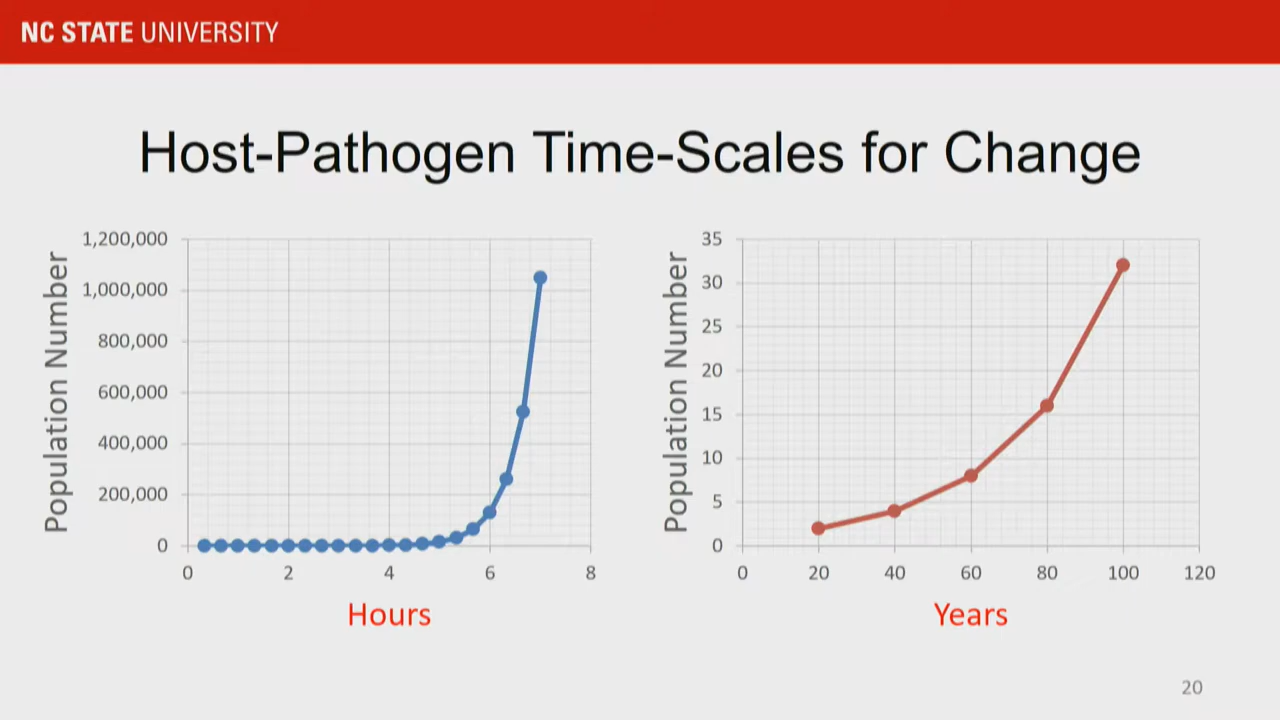 NC STATE UNIVERSITY
Host-Pathogen Time-Scales for Change
Population Number
1,200,000
1,000,000
800,000
600,000
400,000
200,000
0
0 2 4 6 8
Hours
Population Number
35
30
25
20
15
10
5
0
0 20 40 60 80 100 120
Years
20